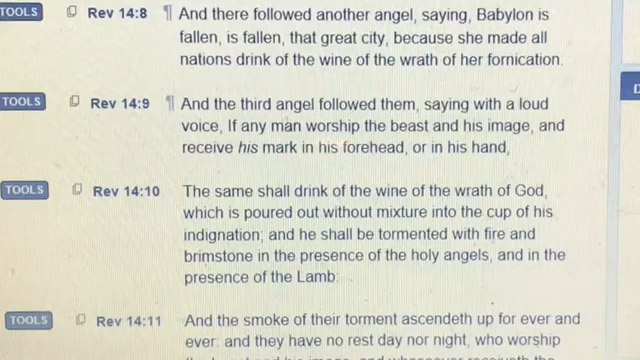 TOOLS Rev 14:8 ¶ And there followed another angel, saying, Babylon is
fallen, is fallen, that great city, because she made all
nations drink of the wine of the wrath of her fornication.
TOOLS Rev 14:9 ¶ And the third angel followed them, saying with a loud
voice, If any man worship the beast and his image, and
receive his mark in his forehead, or in his hand,
TOOLS Rev 14:10 The same shall drink of the wine of the wrath of God,
which is poured out without mixture into the cup of his
indignation; and he shall be tormented with fire and
brimstone in the presence of the holy angels, and in the
presence of the Lamb:
TOOLS Rev 14:11 And the smoke of their torment ascendeth up for ever and
ever: and they have no rest day nor night, who worship